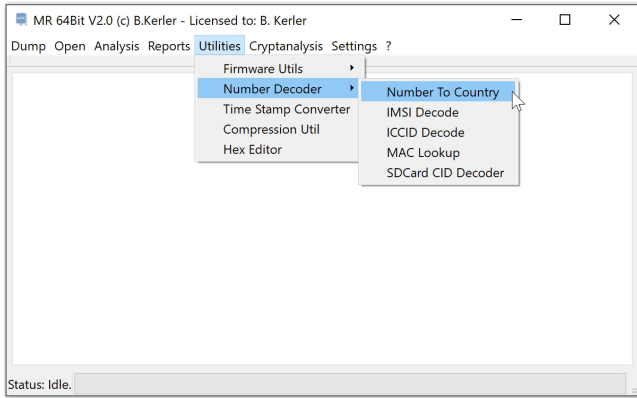 MR 64Bit V2.0 (c) B.Kerler - Licensed to: B. Kerler
Dump Open Analysis Reports Utilities Cryptanalysis Settings ?
Firmware Utils
Number Decoder
Time Stamp Converter
Compression Util
Hex Editor
Number To Country
IMSI Decode
ICCID Decode
MAC Lookup
SDCard CID Decoder
Status: Idle.